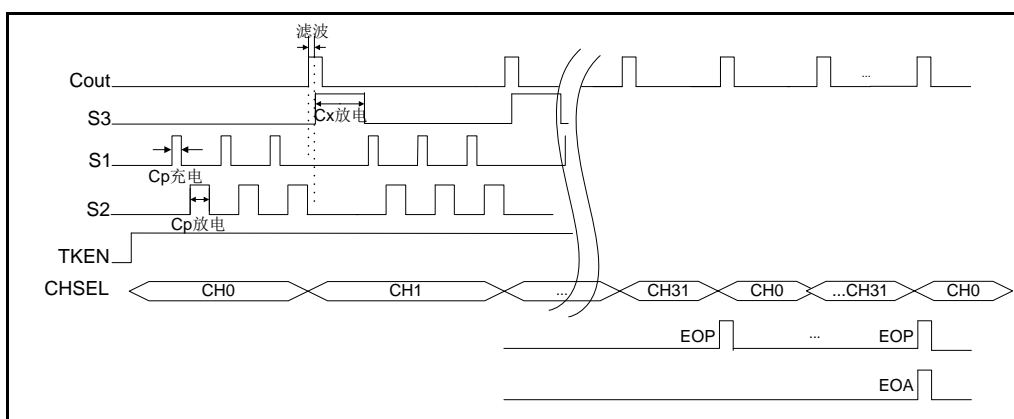 滤波
Cout
...
S3
Cx放电
S1
Cp充电
S2
Cp放电
TKEN
CHSEL
CH0
CH1
...
CH31
CH0
...CH31
CH0
EOP
...
EOP
EOA